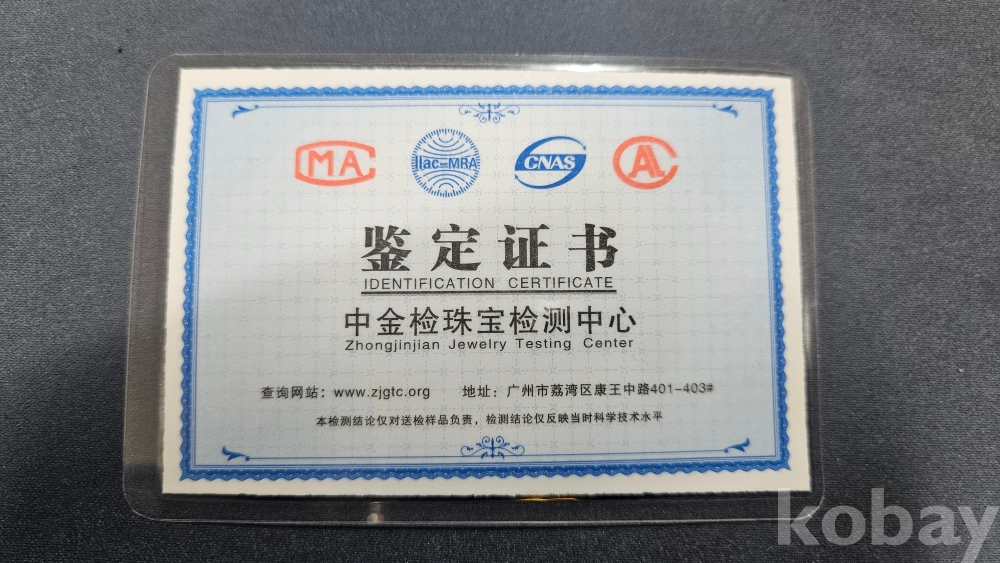 MA
ilac-MRA
CNAS
AL
鉴定证书
IDENTIFICATION CERTIFICATE
中金检珠宝检测中心
Zhongjinjian Jewelry Testing Center
查询网站：www.zjgtc.org 地址：广州市荔湾区康王中路401-403#
本检测结论仅对送检样品负责，检测结论仅反映当时科学技术水平
kobay